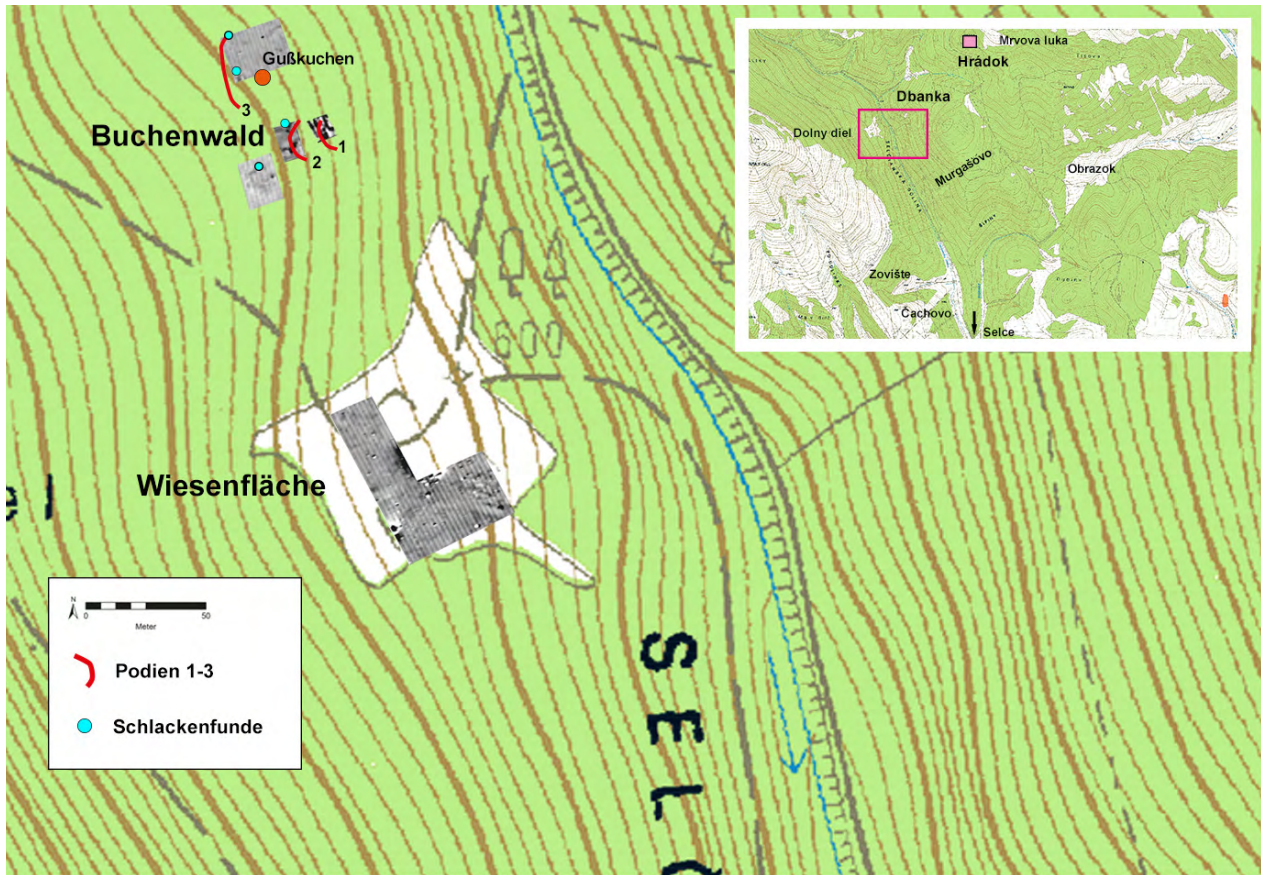 Gußkuchen
3
Buchenwald
1
2
600
Wiesenfläche
SEL
N
0 50
Meter
Podien 1-3
Schlackenfunde
Mrvova luka
Hrádok
Dbanka
Dolny diel
Murgašovo
Obrazok
Zovište
Čachovo
Selce